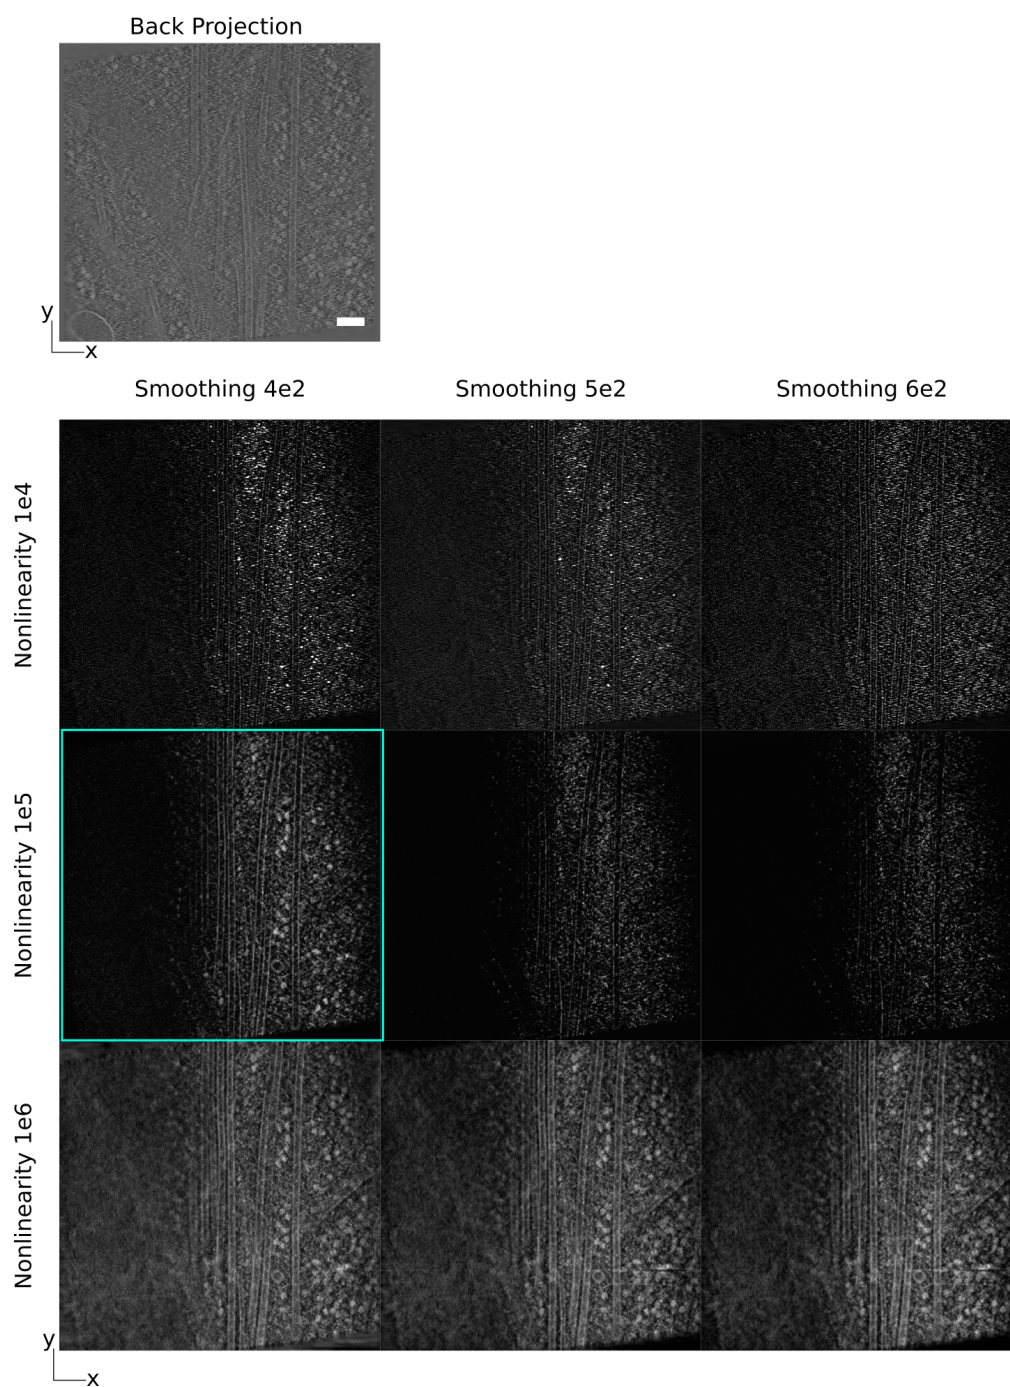 Back Projection
y
x
Smoothing 4e2 Smoothing 5e2 Smoothing 6e2
Nonlinearity 1e4
Nonlinearity 1e5
Nonlinearity 1e6
y
x